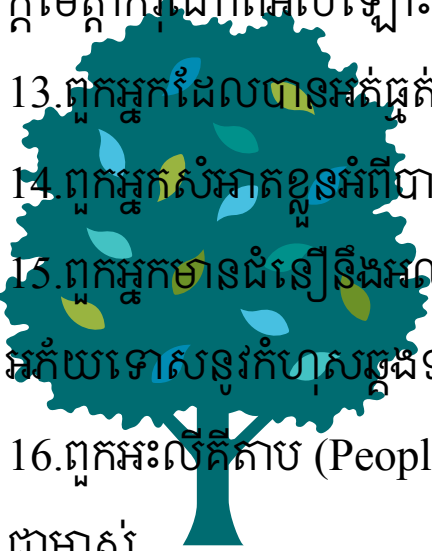 13.ពួកអ្នកដែលបានអត់ធ្មត់
14.ពួកអ្នកសំអាតខ្លួនអំពីបា
15.ពួកអ្នកមានជំនឿនឹងអល
អភ័យទោសនូវកំហុសឆ្គង
16.ពួកអះលីគីតាប (Peopl
ជាម្ចាស់